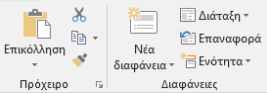 Επικόλληση
Πρόχειρο
Νέα
διαφάνεια
Διάταξη
Επαναφορά
Ενότητα
Διαφάνειες